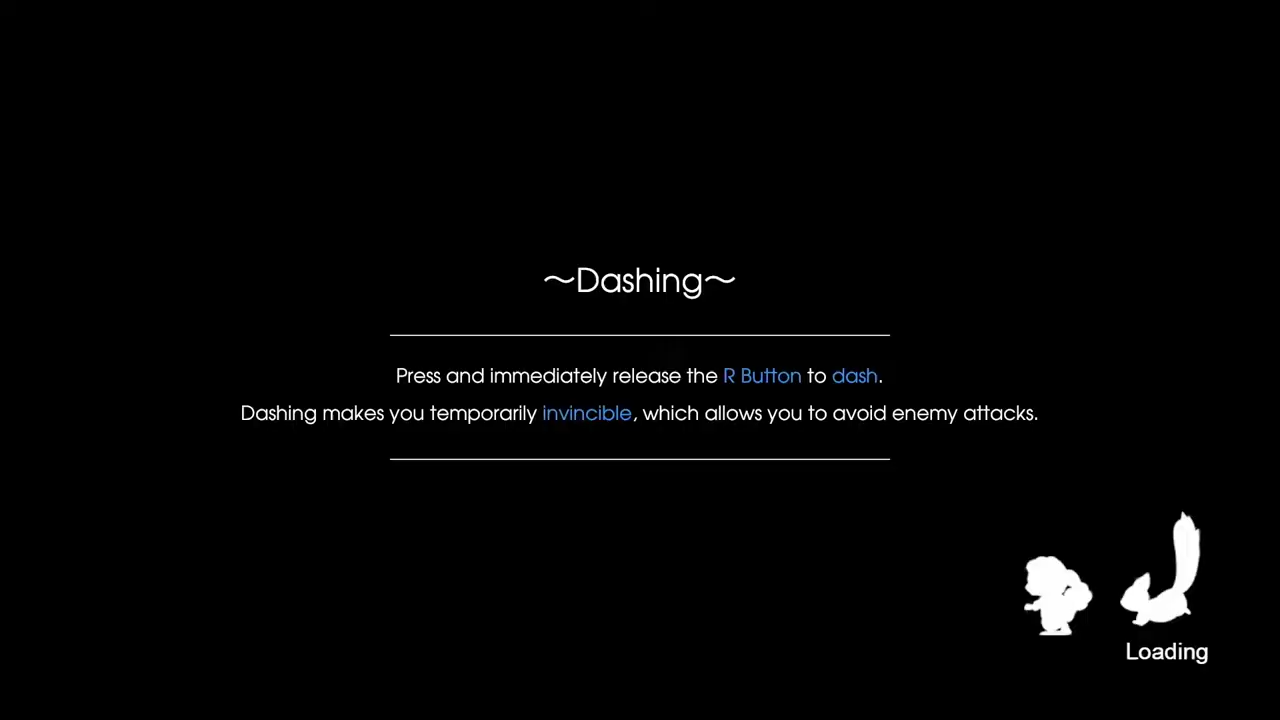 ～Dashing～
Press and immediately release the R Button to dash.
Dashing makes you temporarily invincible, which allows you to avoid enemy attacks.
Loading